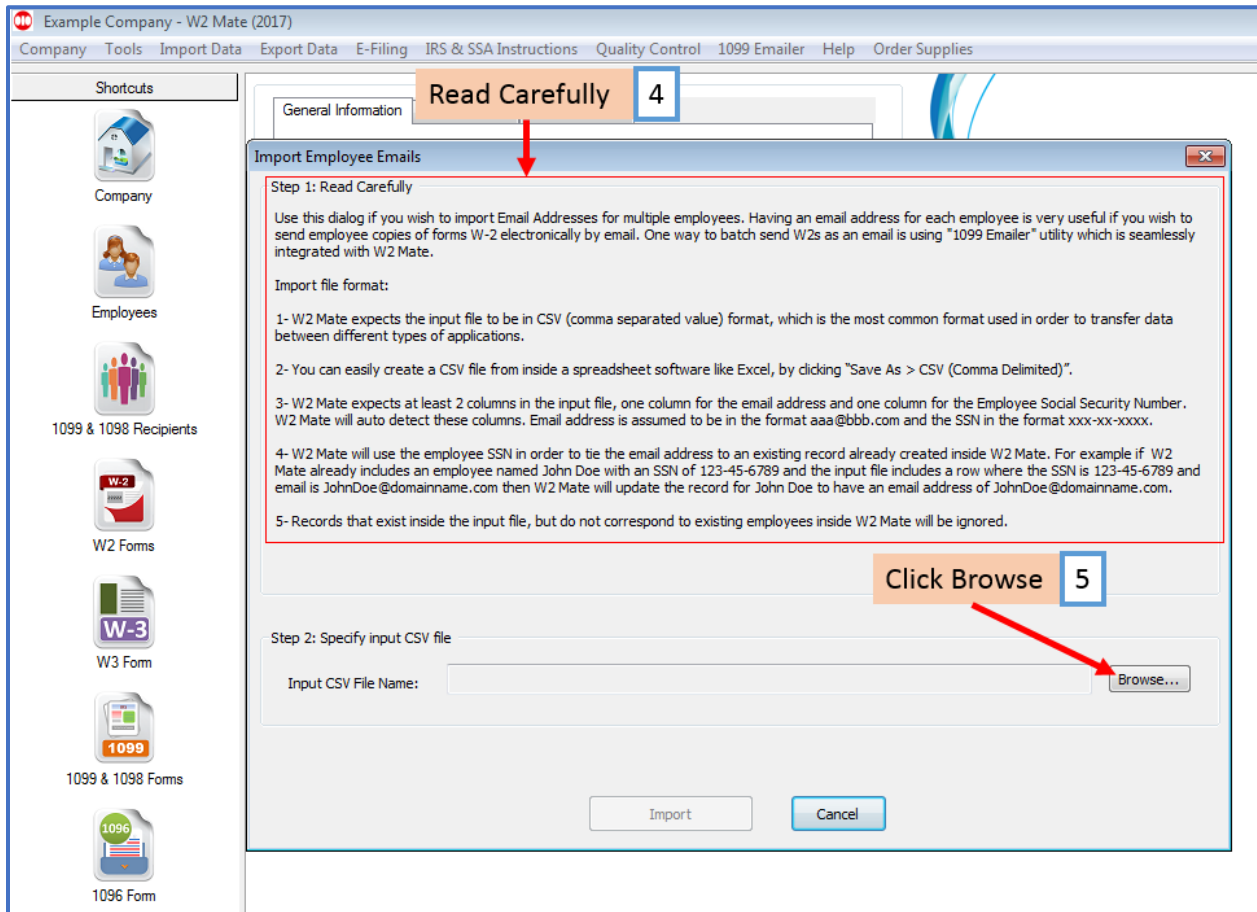 Example Company - W2 Mate (2017)
Company Tools Import Data Export Data E-Filing IRS & SSA Instructions Quality Control 1099 Emailer Help Order Supplies
Shortcuts
Company
Employees
1099 & 1098 Recipients
W-2
W2 Forms
W-3
W3 Form
1099
1099 & 1098 Forms
1096
1096 Form
General Information
Read Carefully 4
Import Employee Emails
Step 1: Read Carefully
Use this dialog if you wish to import Email Addresses for multiple employees. Having an email address for each employee is very useful if you wish to
send employee copies of forms W-2 electronically by email. One way to batch send W2s as an email is using "1099 Emailer" utility which is seamlessly
integrated with W2 Mate.
Import file format:
1- W2 Mate expects the input file to be in CSV (comma separated value) format, which is the most common format used in order to transfer data
between different types of applications.
2- You can easily create a CSV file from inside a spreadsheet software like Excel, by clicking “Save As > CSV (Comma Delimited)”.
3- W2 Mate expects at least 2 columns in the input file, one column for the email address and one column for the Employee Social Security Number.
W2 Mate will auto detect these columns. Email address is assumed to be in the format aaa@bbb.com and the SSN in the format xxx-xx-xxxx.
4- W2 Mate will use the employee SSN in order to tie the email address to an existing record already created inside W2 Mate. For example if W2
Mate already includes an employee named John Doe with an SSN of 123-45-6789 and the input file includes a row where the SSN is 123-45-6789 and
email is JohnDoe@domainname.com then W2 Mate will update the record for John Doe to have an email address of JohnDoe@domainname.com.
5- Records that exist inside the input file, but do not correspond to existing employees inside W2 Mate will be ignored.
Click Browse 5
Step 2: Specify input CSV file
Input CSV File Name:
Browse...
Import
Cancel